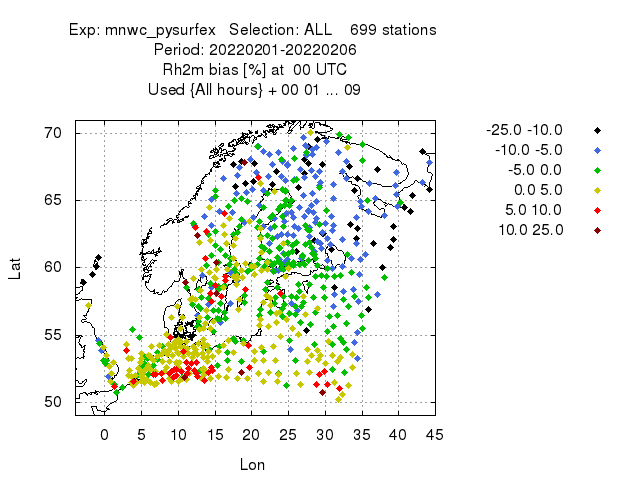 Exp: mnwc_pysurfex Selection: ALL 699 stations
Period: 20220201-20220206
Rh2m bias [%] at 00 UTC
Used {All hours} + 00 01 ... 09
-25.0 -10.0
-10.0 -5.0
-5.0 0.0
0.0 5.0
5.0 10.0
10.0 25.0
Lat
70
65
60
55
50
0 5 10 15 20 25 30 35 40 45
Lon